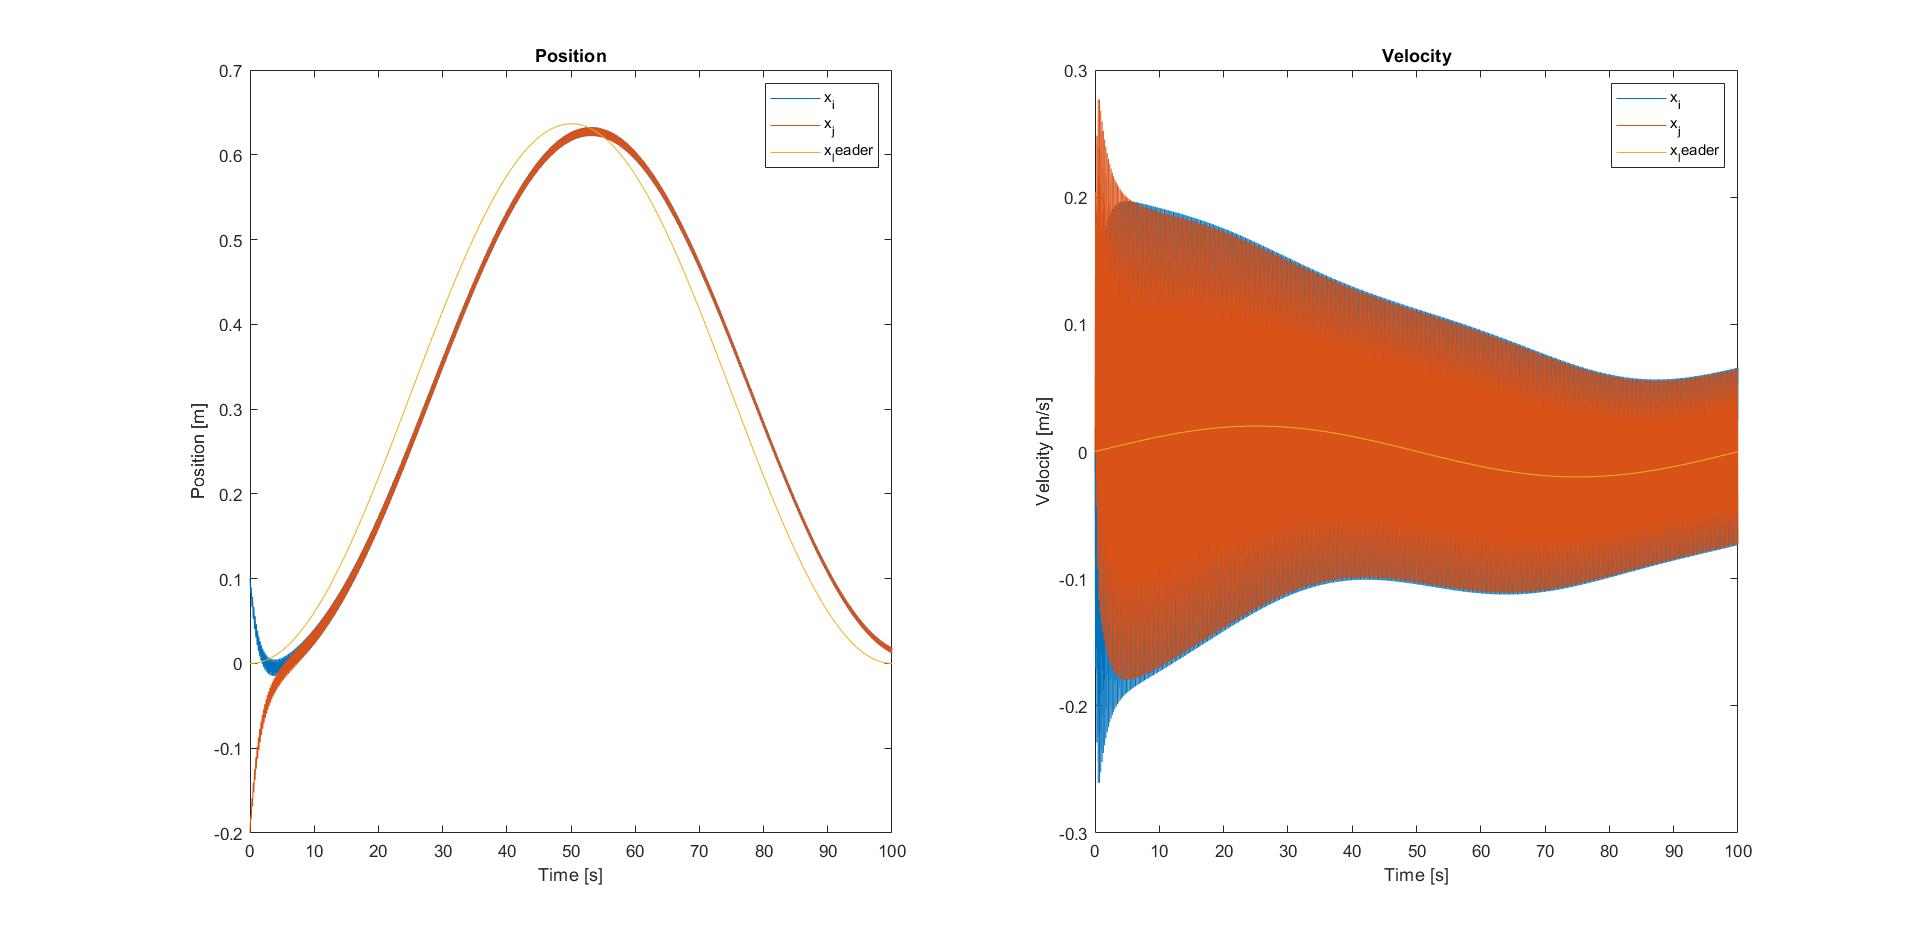 Position
0.7
0.6
0.5
0.4
0.3
0.2
0.1
0
-0.1
-0.2
Position [m]
0 10 20 30 40 50 60 70 80 90 100
Time [s]
x_i
x_j
x_leader
Velocity
0.3
0.2
0.1
0
-0.1
-0.2
-0.3
Velocity [m/s]
0 10 20 30 40 50 60 70 80 90 100
Time [s]
x_i
x_j
x_leader